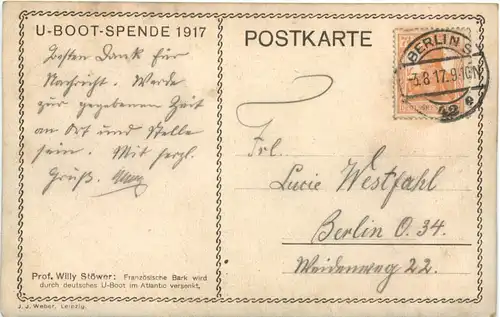 U-BOOT-SPENDE 1917
Besten Dank für
Nachricht. Werde
zur gegebenen Zeit
an Ort und Stelle
sein. Mit herzl.
Gruß.
POSTKARTE
BERLIN S.
-3.8.17. 9-10N
42 e
Frl.
Lucie Westfahl
Berlin O. 34.
Weidenweg 22.
Prof. Willy Stöwer: Französische Bark wird
durch deutsches U-Boot im Atlantic versenkt.
J. J. Weber, Leipzig.